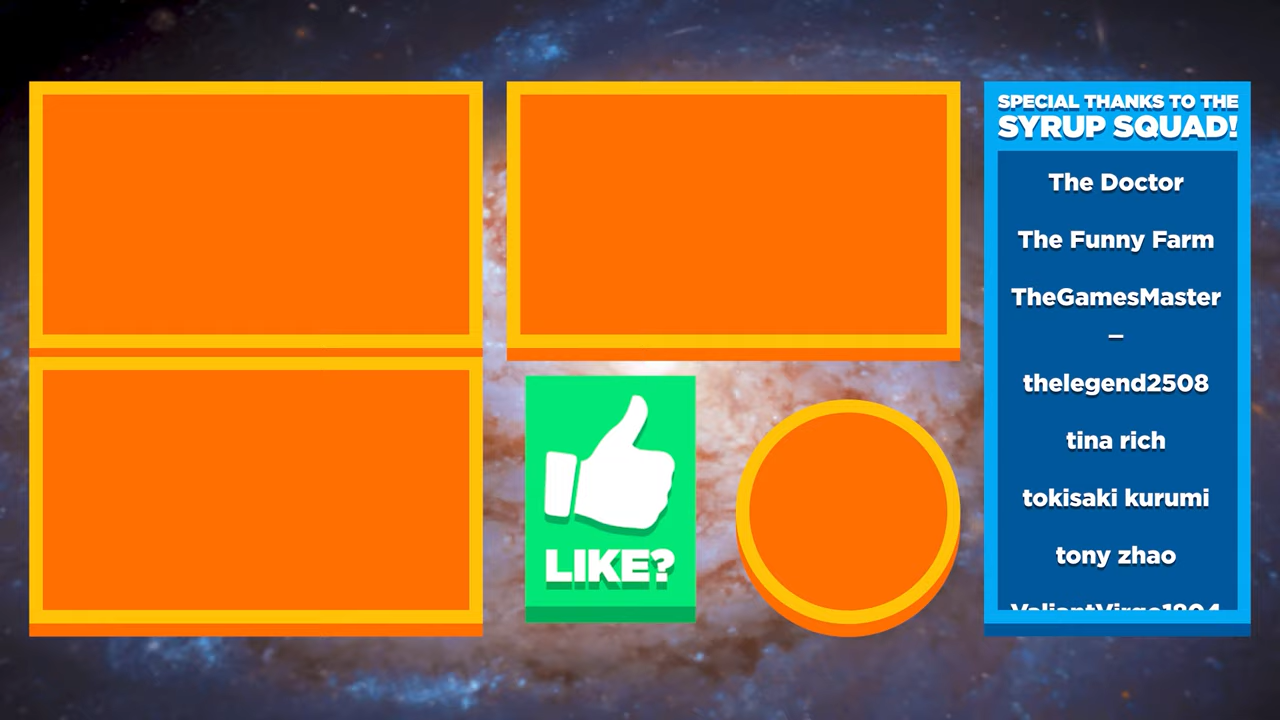 SPECIAL THANKS TO THE
SYRUP SQUAD!
The Doctor
The Funny Farm
TheGamesMaster
_
thelegend2508
tina rich
tokisaki kurumi
tony zhao
ValiantVirgo1804
LIKE?